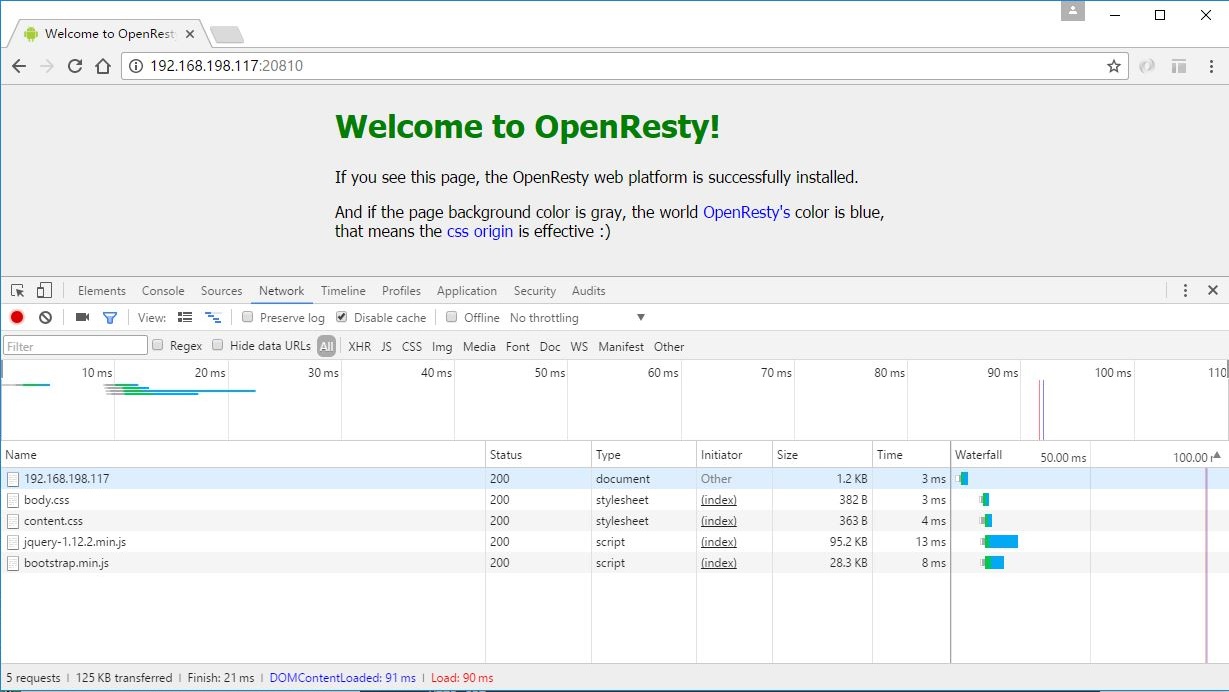 Welcome to OpenRest
192.168.198.117:20810
Welcome to OpenResty!
If you see this page, the OpenResty web platform is successfully installed.
And if the page background color is gray, the world OpenResty's color is blue,
that means the css origin is effective :)
Elements Console Sources Network Timeline Profiles Application Security Audits
View: Preserve log Disable cache Offline No throttling
Filter Regex Hide data URLs All XHR JS CSS Img Media Font Doc WS Manifest Other
10 ms 20 ms 30 ms 40 ms 50 ms 60 ms 70 ms 80 ms 90 ms 100 ms 110
Name Status Type Initiator Size Time Waterfall 50.00 ms 100.00 r
192.168.198.117 200 document Other 1.2 KB 3 ms
body.css 200 stylesheet (index) 382 B 3 ms
content.css 200 stylesheet (index) 363 B 4 ms
jquery-1.12.2.min.js 200 script (index) 95.2 KB 13 ms
bootstrap.min.js 200 script (index) 28.3 KB 8 ms
5 requests | 125 KB transferred | Finish: 21 ms | DOMContentLoaded: 91 ms | Load: 90 ms